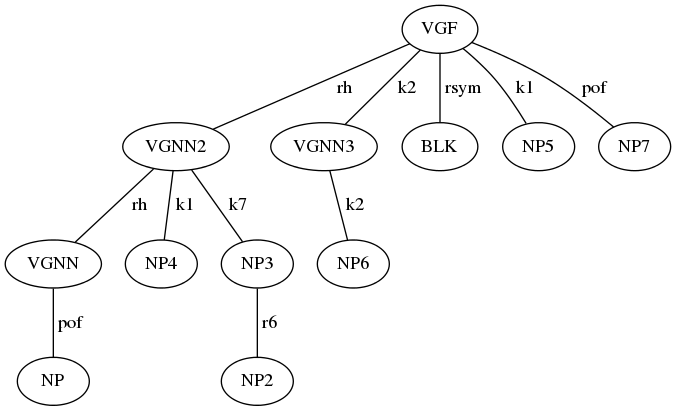 VGF
rh k2 rsym k1 pof
VGNN2 VGNN3 BLK NP5 NP7
rh k1 k7 k2
VGNN NP4 NP3 NP6
pof r6
NP NP2